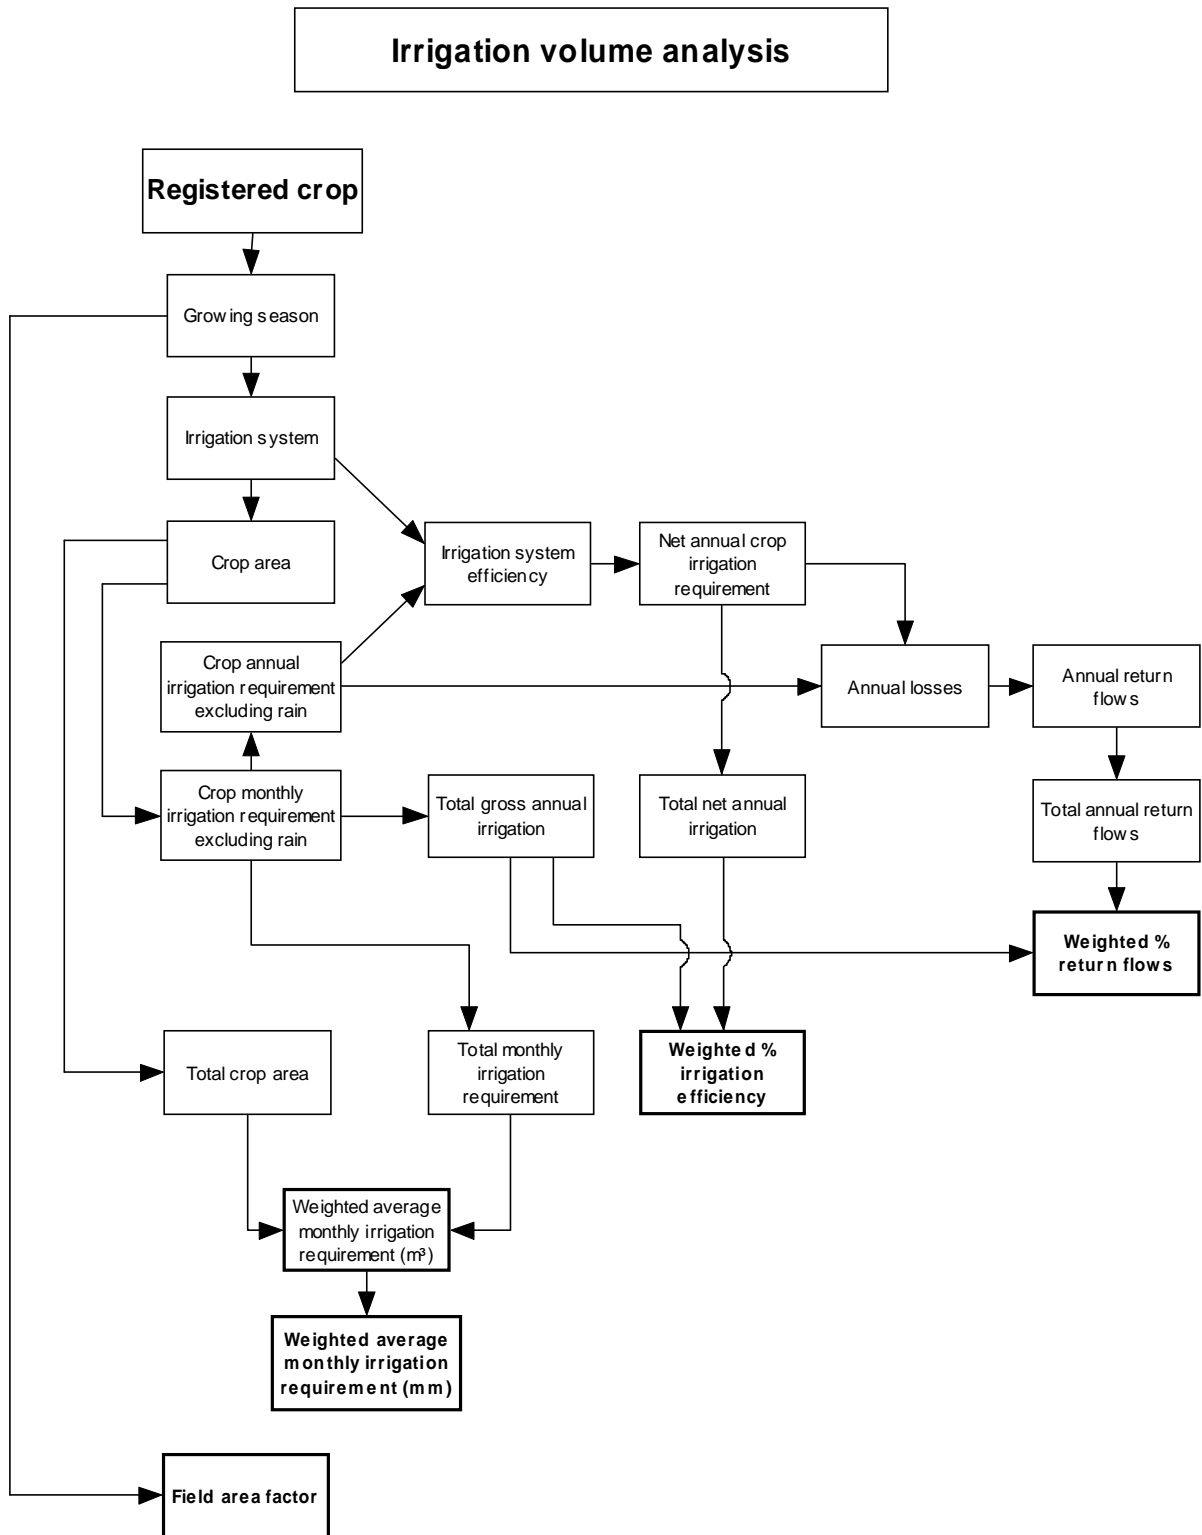 Irrigation volume analysis
Registered crop
Growing season
Irrigation system
Crop area
Irrigation system
efficiency
Net annual crop
irrigation
requirement
Crop annual
irrigation requirement
excluding rain
Annual losses
Annual return
flows
Crop monthly
irrigation requirement
excluding rain
Total gross annual
irrigation
Total net annual
irrigation
Total annual return
flows
Weighted %
return flows
Total crop area
Total monthly
irrigation
requirement
Weighted %
irrigation
efficiency
Weighted average
monthly irrigation
requirement (m³)
Weighted average
monthly irrigation
requirement (mm)
Field area factor